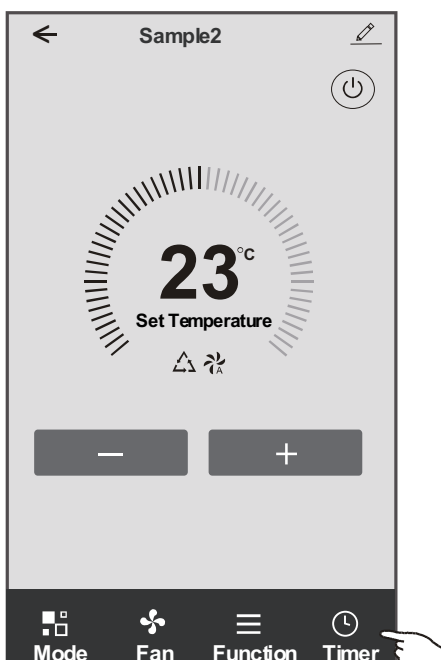 Sample2
23°C
Set Temperature
A
− +
Mode Fan Function Timer